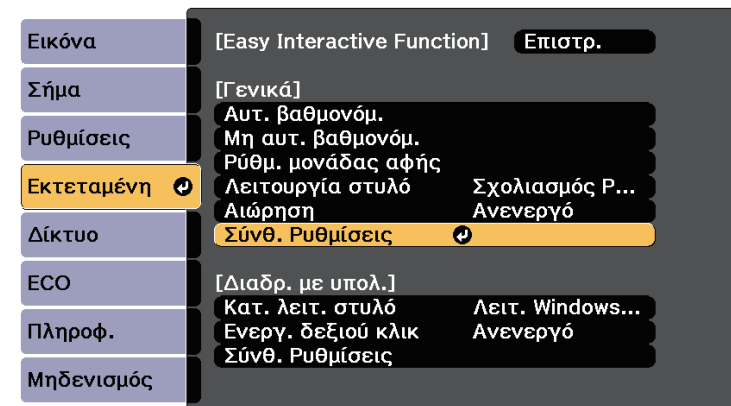 Εικόνα
Σήμα
Ρυθμίσεις
Εκτεταμένη
Δίκτυο
ECO
Πληροφ.
Μηδενισμός
[Easy Interactive Function] Επιστρ.
[Γενικά]
Αυτ. βαθμονόμ.
Μη αυτ. βαθμονόμ.
Ρύθμ. μονάδας αφής
Λειτουργία στυλό Σχολιασμός P...
Αιώρηση Ανενεργό
Σύνθ. Ρυθμίσεις
[Διαδρ. με υπολ.]
Κατ. λειτ. στυλό Λειτ. Windows...
Ενεργ. δεξιού κλικ Ανενεργό
Σύνθ. Ρυθμίσεις